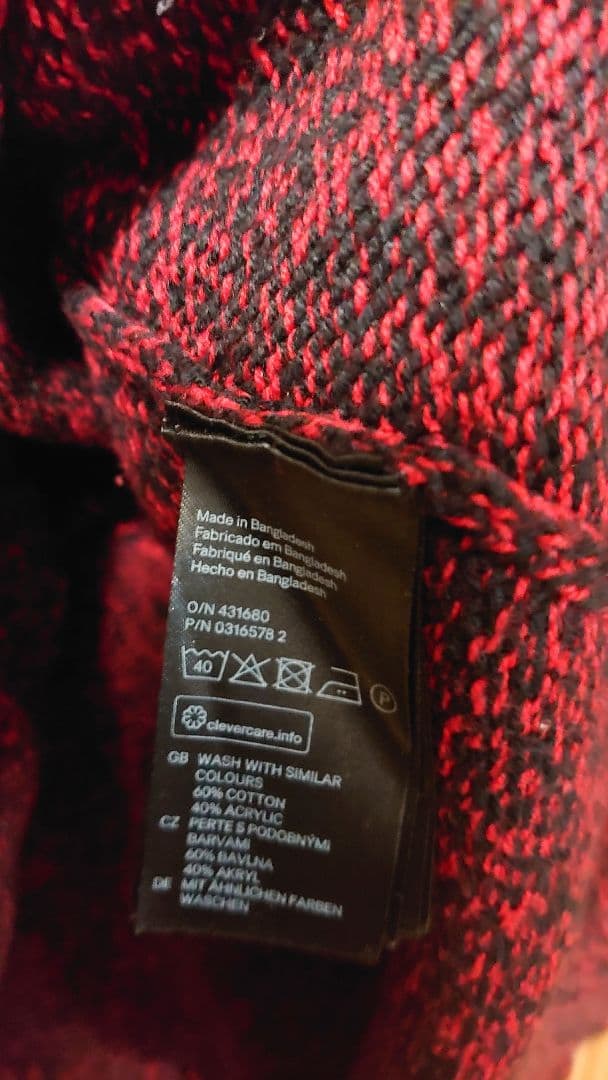 Made in Bangladesh
Fabricado em Bangladesh
Fabriqué en Bangladesh
Hecho en Bangladesh
O/N 431680
P/N 0316578 2
40 P
clevercare.info
GB WASH WITH SIMILAR
COLOURS
60% COTTON
40% ACRYLIC
CZ PERTE S PODOBNÝMI
BARVAMI
60% BAVLNA
40% AKRYL
DE MIT ÄHNLICHEN FARBEN
WASCHEN